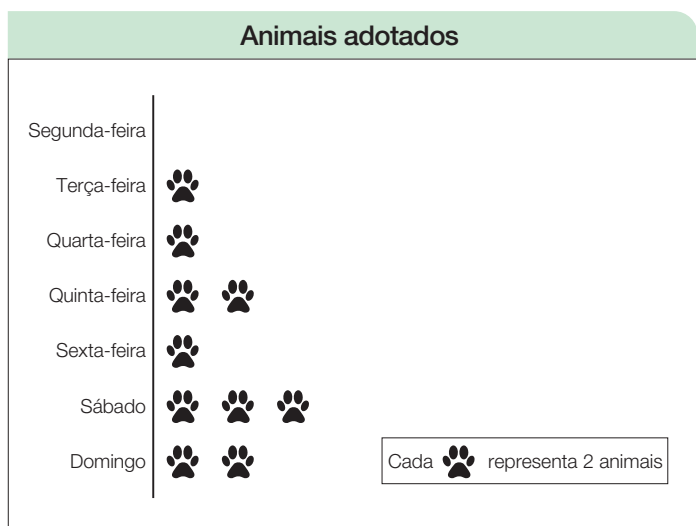 Animais adotados
Segunda-feira
Terça-feira
Quarta-feira
Quinta-feira
Sexta-feira
Sábado
Domingo
Cada representa 2 animais